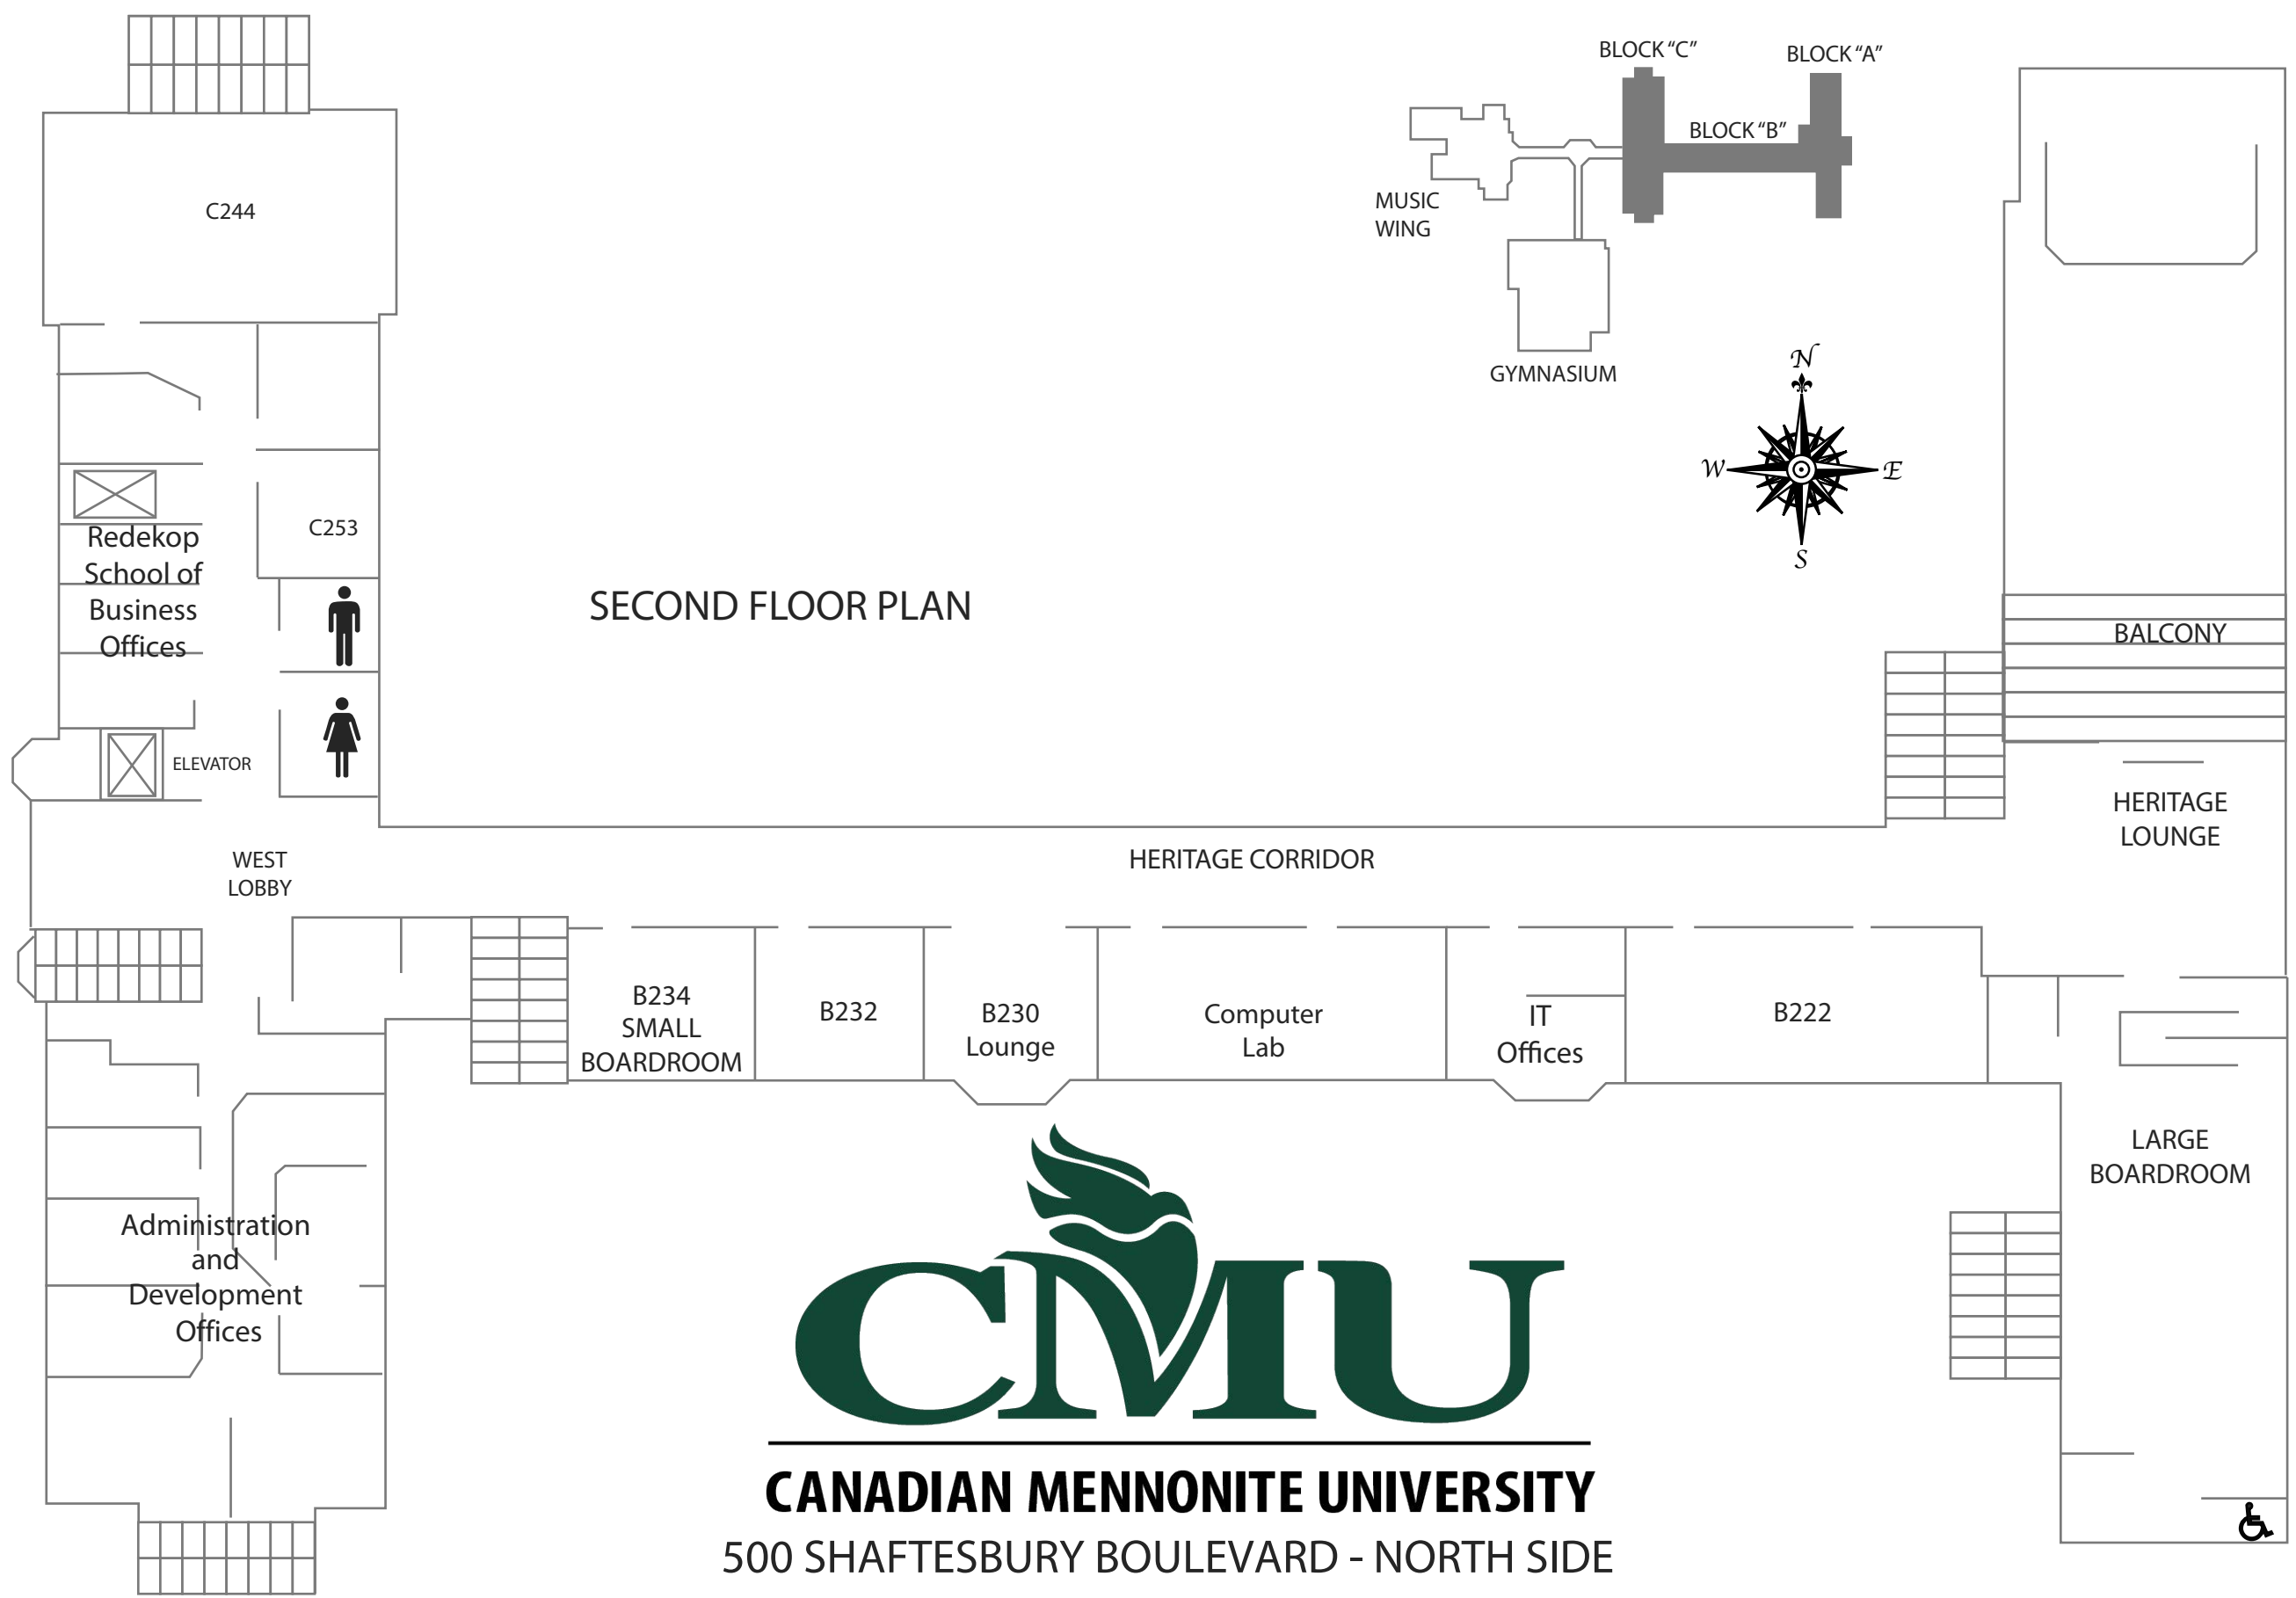 BLOCK “C”
BLOCK “A”
BLOCK “B”
MUSIC
WING
GYMNASIUM
N
W
E
S
C244
C253
Redekop
School of
Business
Offices
SECOND FLOOR PLAN
BALCONY
ELEVATOR
HERITAGE
LOUNGE
WEST
LOBBY
HERITAGE CORRIDOR
B234
SMALL
BOARDROOM
B232
B230
Lounge
Computer
Lab
IT
Offices
B222
LARGE
BOARDROOM
Administration
and
Development
Offices
CMU
CANADIAN MENNONITE UNIVERSITY
500 SHAFTESBURY BOULEVARD - NORTH SIDE